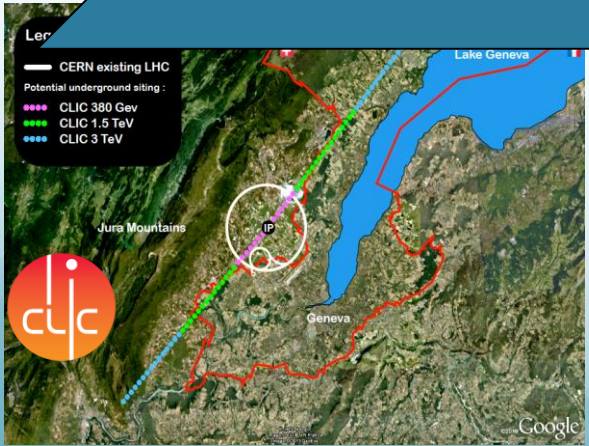 Leg
CERN existing LHC
Potential underground siting :
CLIC 380 Gev
CLIC 1.5 TeV
CLIC 3 TeV
Lake Geneva
Jura Mountains
IP
clic
Geneva
Google